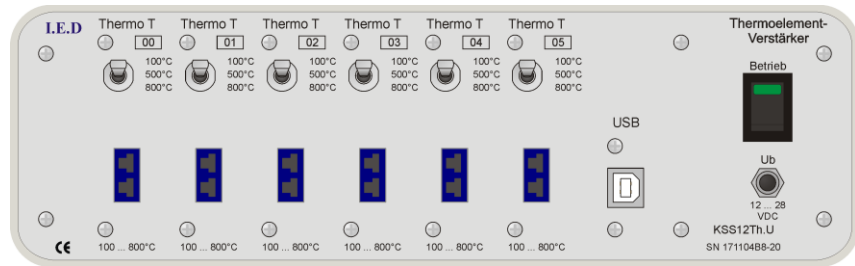 I.E.D
Thermo T Thermo T Thermo T Thermo T Thermo T Thermo T
00 01 02 03 04 05
100°C 100°C 100°C 100°C 100°C 100°C
500°C 500°C 500°C 500°C 500°C 500°C
800°C 800°C 800°C 800°C 800°C 800°C
Thermoelement-
Verstärker
Betrieb
USB
Ub
12 ... 28
VDC
KSS12Th.U
SN 171104B8-20
CE
100 ... 800°C 100 ... 800°C 100 ... 800°C 100 ... 800°C 100 ... 800°C 100 ... 800°C